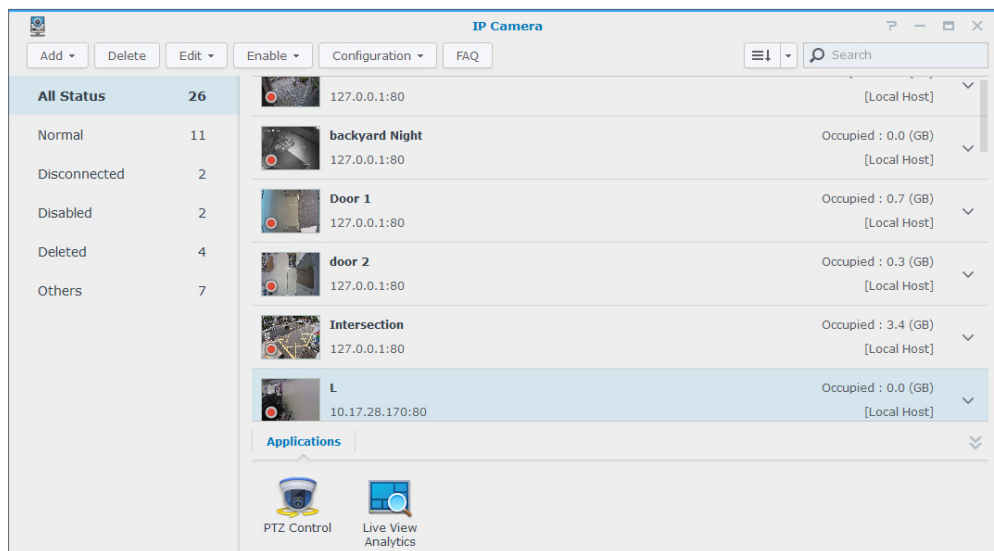 IP Camera
Add Delete Edit Enable Configuration FAQ Search
All Status 26
Normal 11
Disconnected 2
Disabled 2
Deleted 4
Others 7
127.0.0.1:80 [Local Host]
backyard Night Occupied : 0.0 (GB)
127.0.0.1:80 [Local Host]
Door 1 Occupied : 0.7 (GB)
127.0.0.1:80 [Local Host]
door 2 Occupied : 0.3 (GB)
127.0.0.1:80 [Local Host]
Intersection Occupied : 3.4 (GB)
127.0.0.1:80 [Local Host]
L Occupied : 0.0 (GB)
10.17.28.170:80 [Local Host]
Applications
PTZ Control
Live View
Analytics